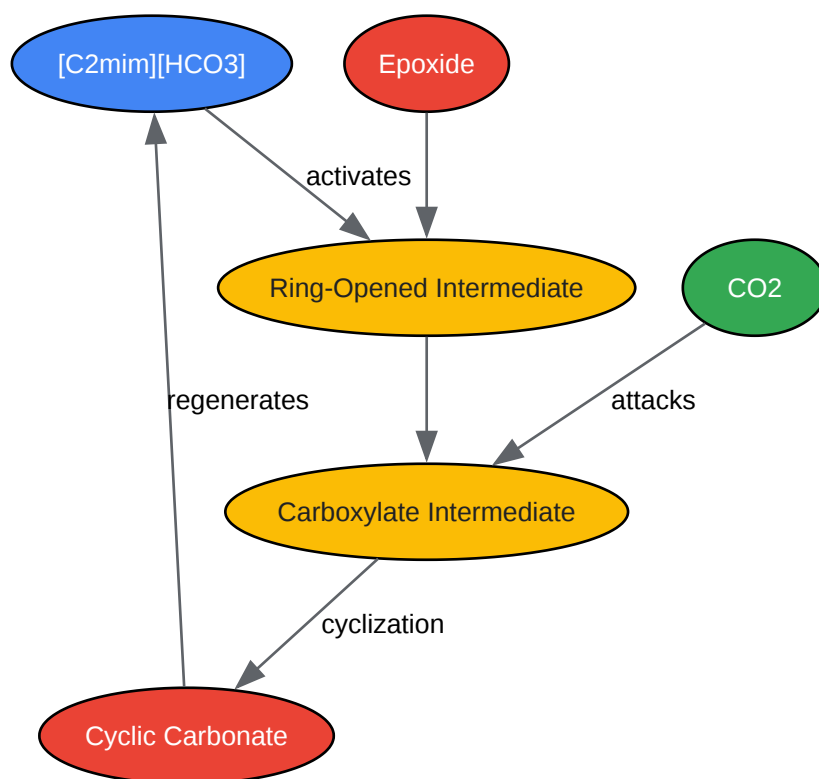 [C2mim][HCO3]
Epoxide
activates
Ring-Opened Intermediate
CO2
regenerates
attacks
Carboxylate Intermediate
cyclization
Cyclic Carbonate